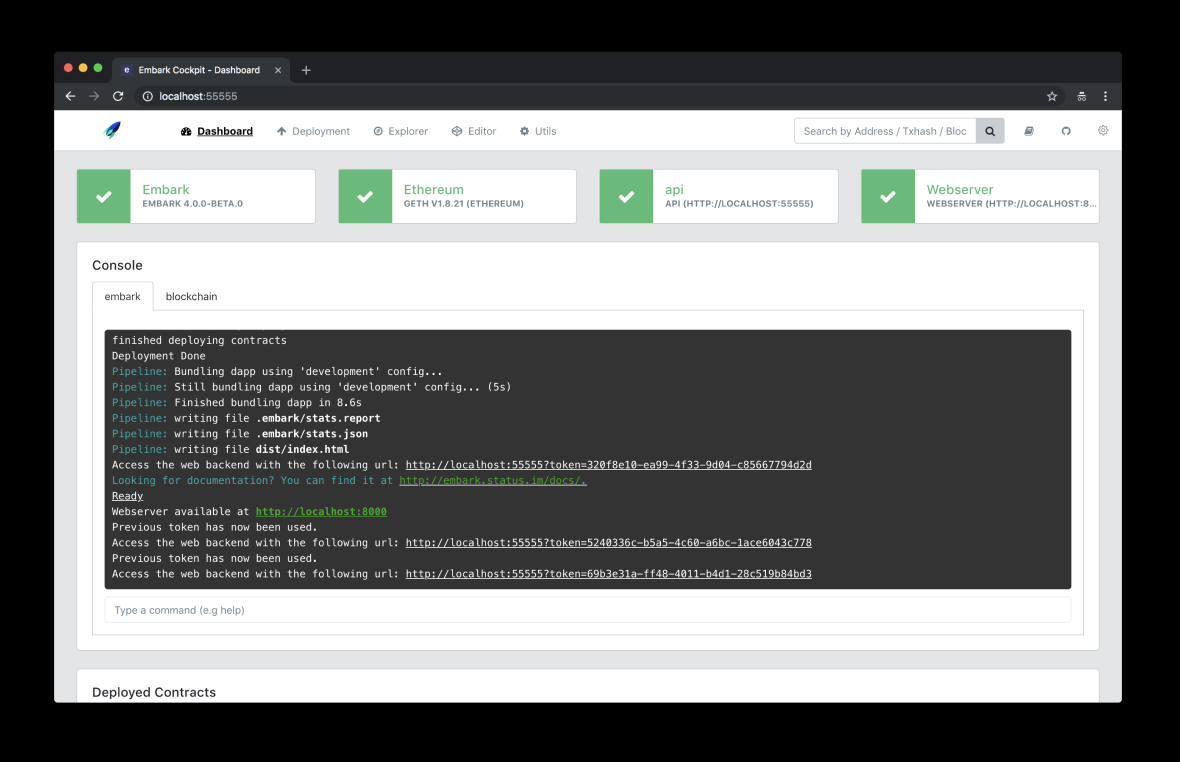 Embark Cockpit - Dashboard
localhost:55555
Dashboard Deployment Explorer Editor Utils Search by Address / Txhash / Bloc
Embark
EMBARK 4.0.0-BETA.0
Ethereum
GETH V1.8.21 (ETHEREUM)
api
API (HTTP://LOCALHOST:55555)
Webserver
WEBSERVER (HTTP://LOCALHOST:8...
Console
embark blockchain
finished deploying contracts
Deployment Done
Pipeline: Bundling dapp using 'development' config...
Pipeline: Still bundling dapp using 'development' config... (5s)
Pipeline: Finished bundling dapp in 8.6s
Pipeline: writing file .embark/stats.report
Pipeline: writing file .embark/stats.json
Pipeline: writing file dist/index.html
Access the web backend with the following url: http://localhost:55555?token=320f8e10-ea99-4f33-9d04-c85667794d2d
Looking for documentation? You can find it at http://embark.status.im/docs/.
Ready
Webserver available at http://localhost:8000
Previous token has now been used.
Access the web backend with the following url: http://localhost:55555?token=5240336c-b5a5-4c60-a6bc-1ace6043c778
Previous token has now been used.
Access the web backend with the following url: http://localhost:55555?token=69b3e31a-ff48-4011-b4d1-28c519b84bd3
Type a command (e.g help)
Deployed Contracts